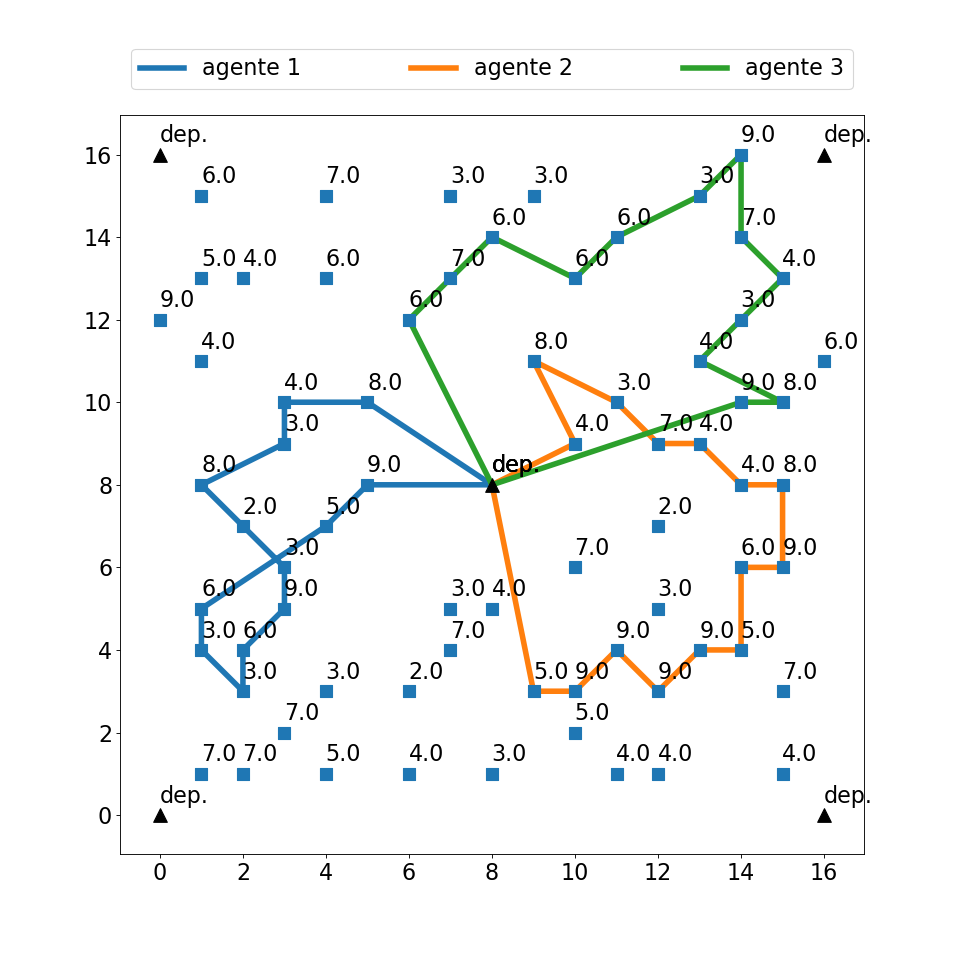 agente 1 agente 2 agente 3
dep. 9.0 dep.
16
6.0 7.0 3.0 3.0 3.0
6.0 6.0 7.0
14
5.0 4.0 6.0 7.0 6.0 4.0
9.0 6.0 3.0
12
4.0 8.0 4.0 6.0
4.0 8.0 3.0 9.0 8.0
10
3.0 4.0 7.0 4.0
8.0 9.0 dep. dep. 4.0 8.0
8
2.0 5.0 2.0
3.0 7.0 6.0 9.0
6
6.0 9.0 3.0 4.0 3.0
3.0 6.0 7.0 9.0 9.0 5.0
4
3.0 3.0 2.0 5.0 9.0 9.0 7.0
7.0 5.0
2
7.0 7.0 5.0 4.0 3.0 4.0 4.0 4.0
dep. dep.
0
0 2 4 6 8 10 12 14 16